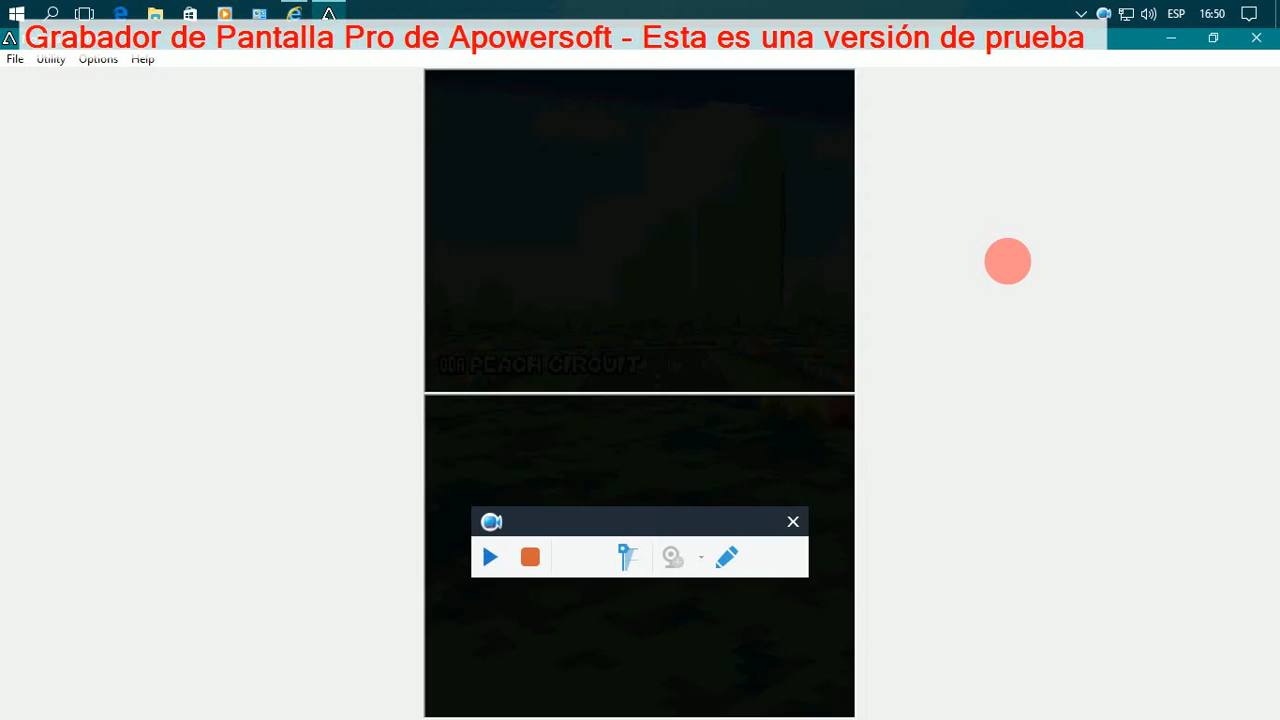 ESP 16:50
Grabador de Pantalla Pro de Apowersoft - Esta es una versión de prueba
File Utility Options Help
GBA PEACH CIRCUIT